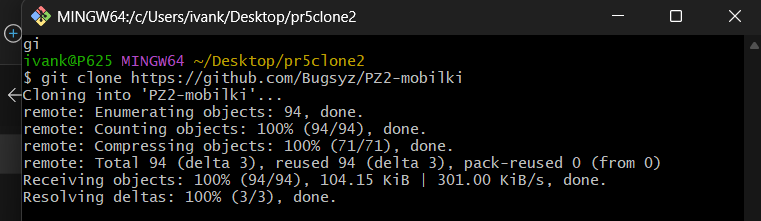 MINGW64:/c/Users/ivank/Desktop/pr5clone2
gi
ivank@P625 MINGW64 ~/Desktop/pr5clone2
$ git clone https://github.com/Bugsyz/PZ2-mobilki
Cloning into 'PZ2-mobilki'...
remote: Enumerating objects: 94, done.
remote: Counting objects: 100% (94/94), done.
remote: Compressing objects: 100% (71/71), done.
remote: Total 94 (delta 3), reused 94 (delta 3), pack-reused 0 (from 0)
Receiving objects: 100% (94/94), 104.15 KiB | 301.00 KiB/s, done.
Resolving deltas: 100% (3/3), done.